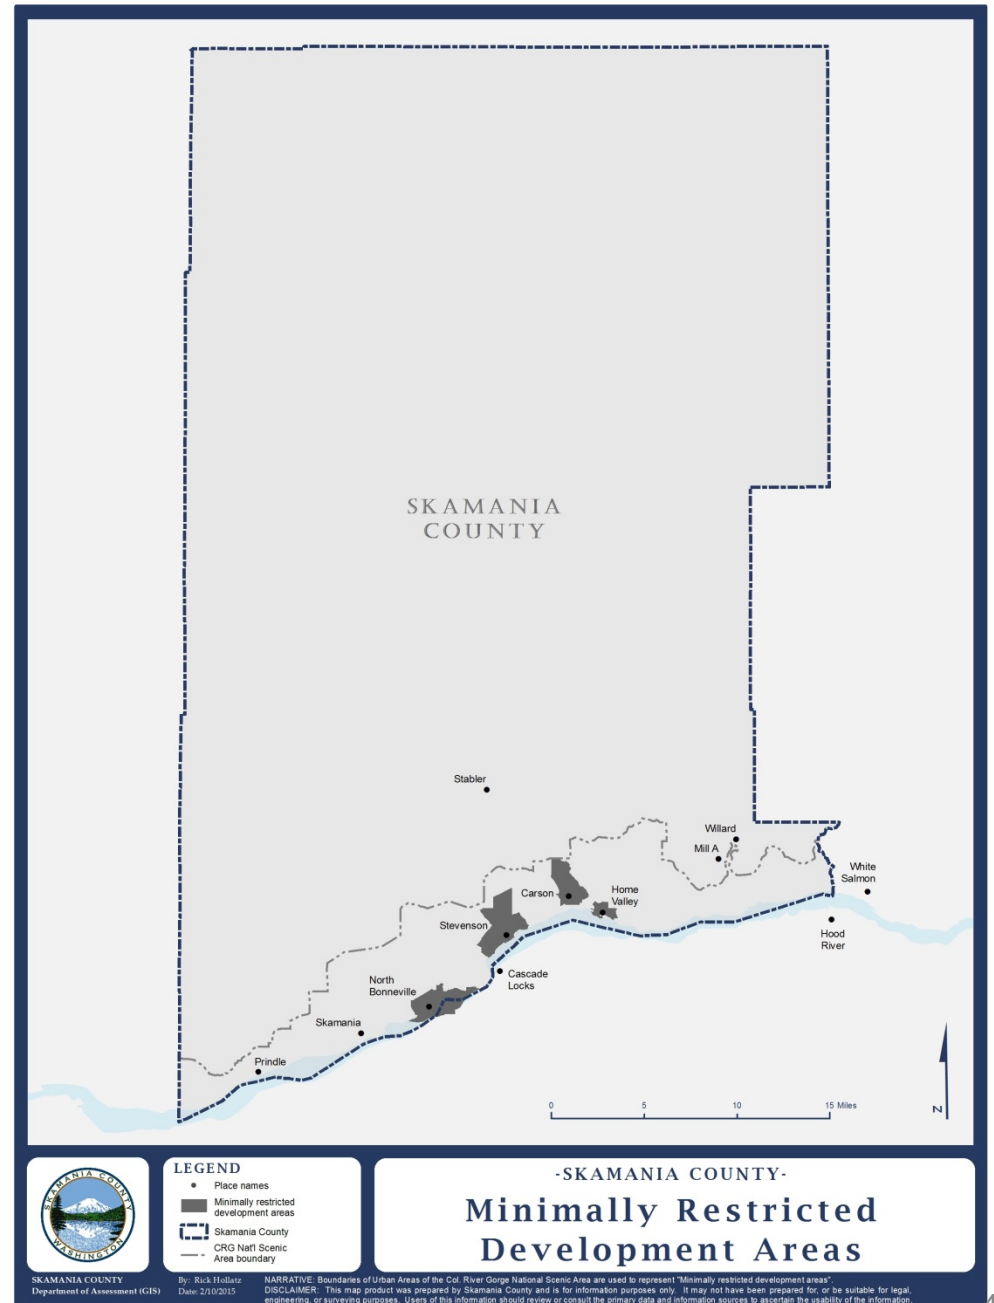 SKAMANIA
COUNTY
Stabler
Willard
Mill A
White
Salmon
Carson
Home
Valley
Stevenson
Hood
River
Cascade
Locks
North
Bonneville
Skamania
Prindle
0 5 10 15 Miles
N
SKAMANIA COUNTY
WASHINGTON
LEGEND
Place names
Minimally restricted
development areas
Skamania County
CRG Nat'l Scenic
Area boundary
-SKAMANIA COUNTY-
Minimally Restricted
Development Areas
SKAMANIA COUNTY
Department of Assessment (GIS)
By: Rick Hollatz
Date: 2/10/2015
NARRATIVE: Boundaries of Urban Areas of the Col. River Gorge National Scenic Area are used to represent "Minimally restricted development areas".
DISCLAIMER: This map product was prepared by Skamania County and is for information purposes only. It may not have been prepared for, or be suitable for legal,
engineering, or surveying purposes. Users of this information should review or consult the primary data and information sources to ascertain the usability of the information.
4